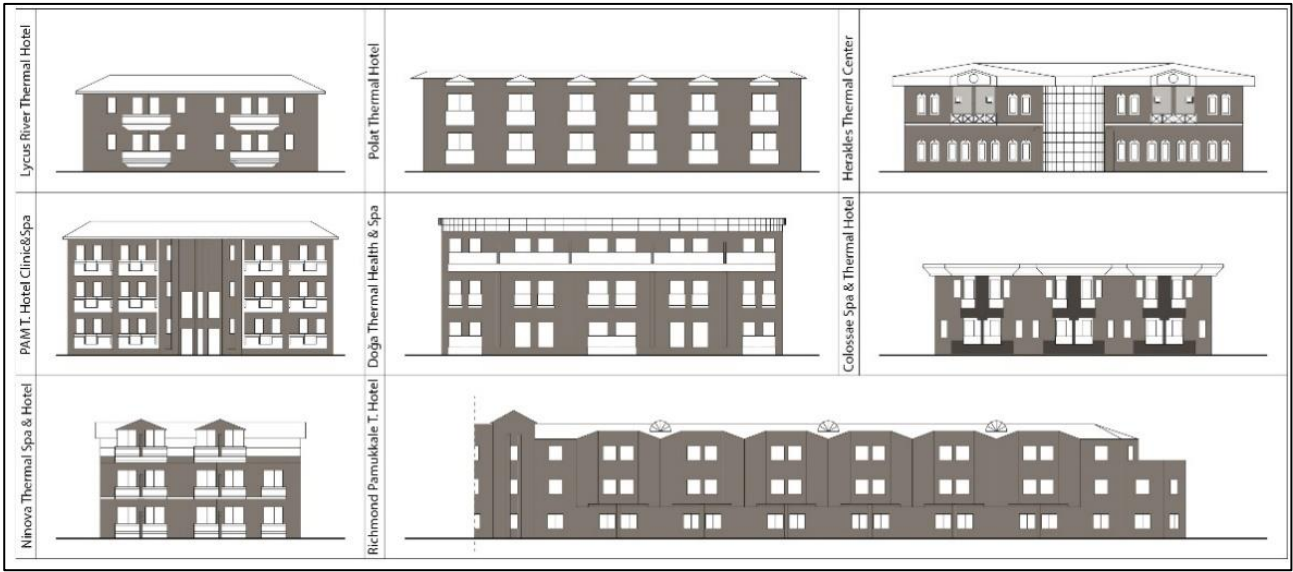 Lycus River Thermal Hotel
Polat Thermal Hotel
Herakles Thermal Center
PAM T. Hotel Clinic&Spa
Doğa Thermal Health & Spa
Colossae Spa & Thermal Hotel
Ninova Thermal Spa & Hotel
Richmond Pamukkale T. Hotel